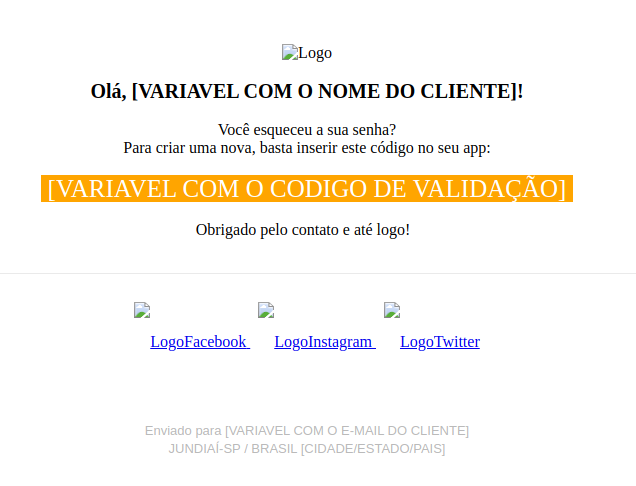 Logo
Olá, [VARIAVEL COM O NOME DO CLIENTE]!
Você esqueceu a sua senha?
Para criar uma nova, basta inserir este código no seu app:
[VARIAVEL COM O CODIGO DE VALIDAÇÃO]
Obrigado pelo contato e até logo!
LogoFacebook LogoInstagram LogoTwitter
Enviado para [VARIAVEL COM O E-MAIL DO CLIENTE]
JUNDIAÍ-SP / BRASIL [CIDADE/ESTADO/PAIS]